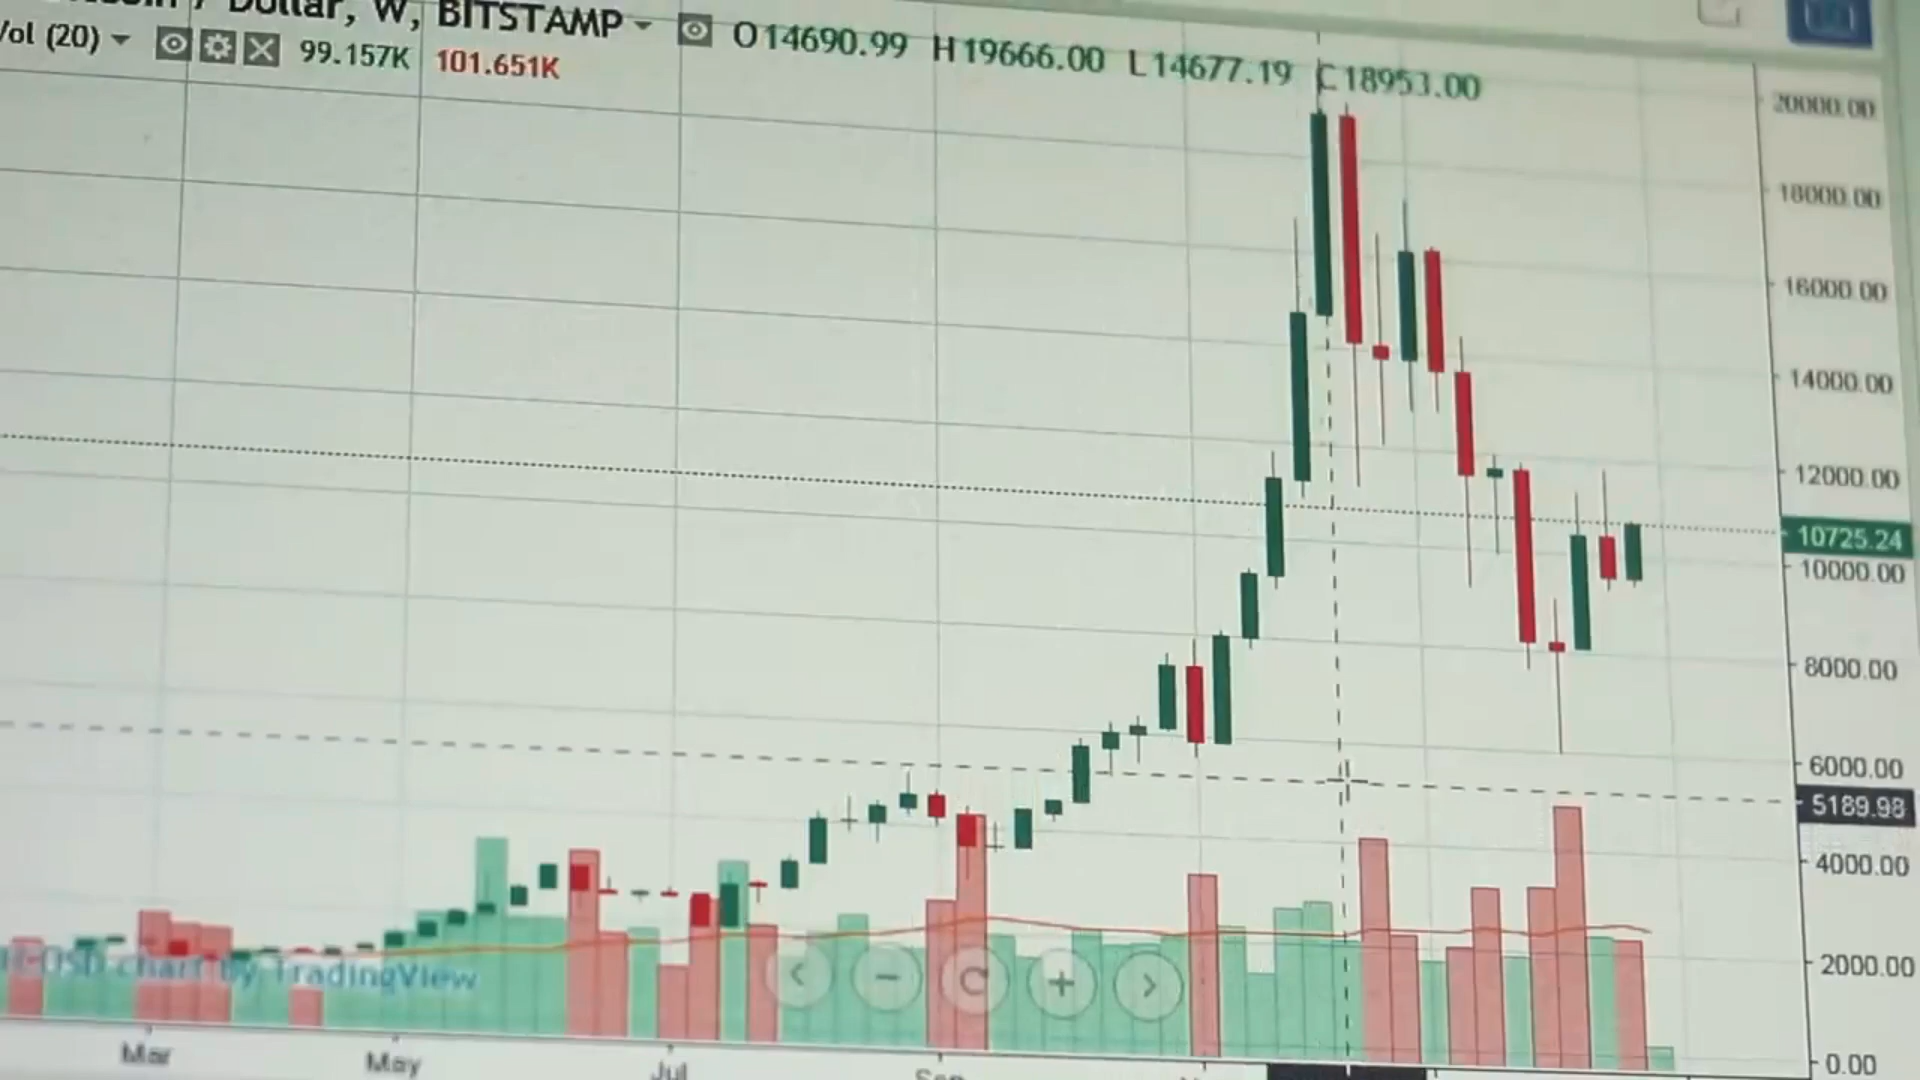 Dollar, W, BITSTAMP O14690.99 H19666.00 L14677.19 C18953.00
Vol (20) 99.157K 101.651K
20000.00
18000.00
16000.00
14000.00
12000.00
10725.24
10000.00
8000.00
6000.00
5189.98
4000.00
2000.00
0.00
chart by TradingView
Mar
May
Jul
Sep